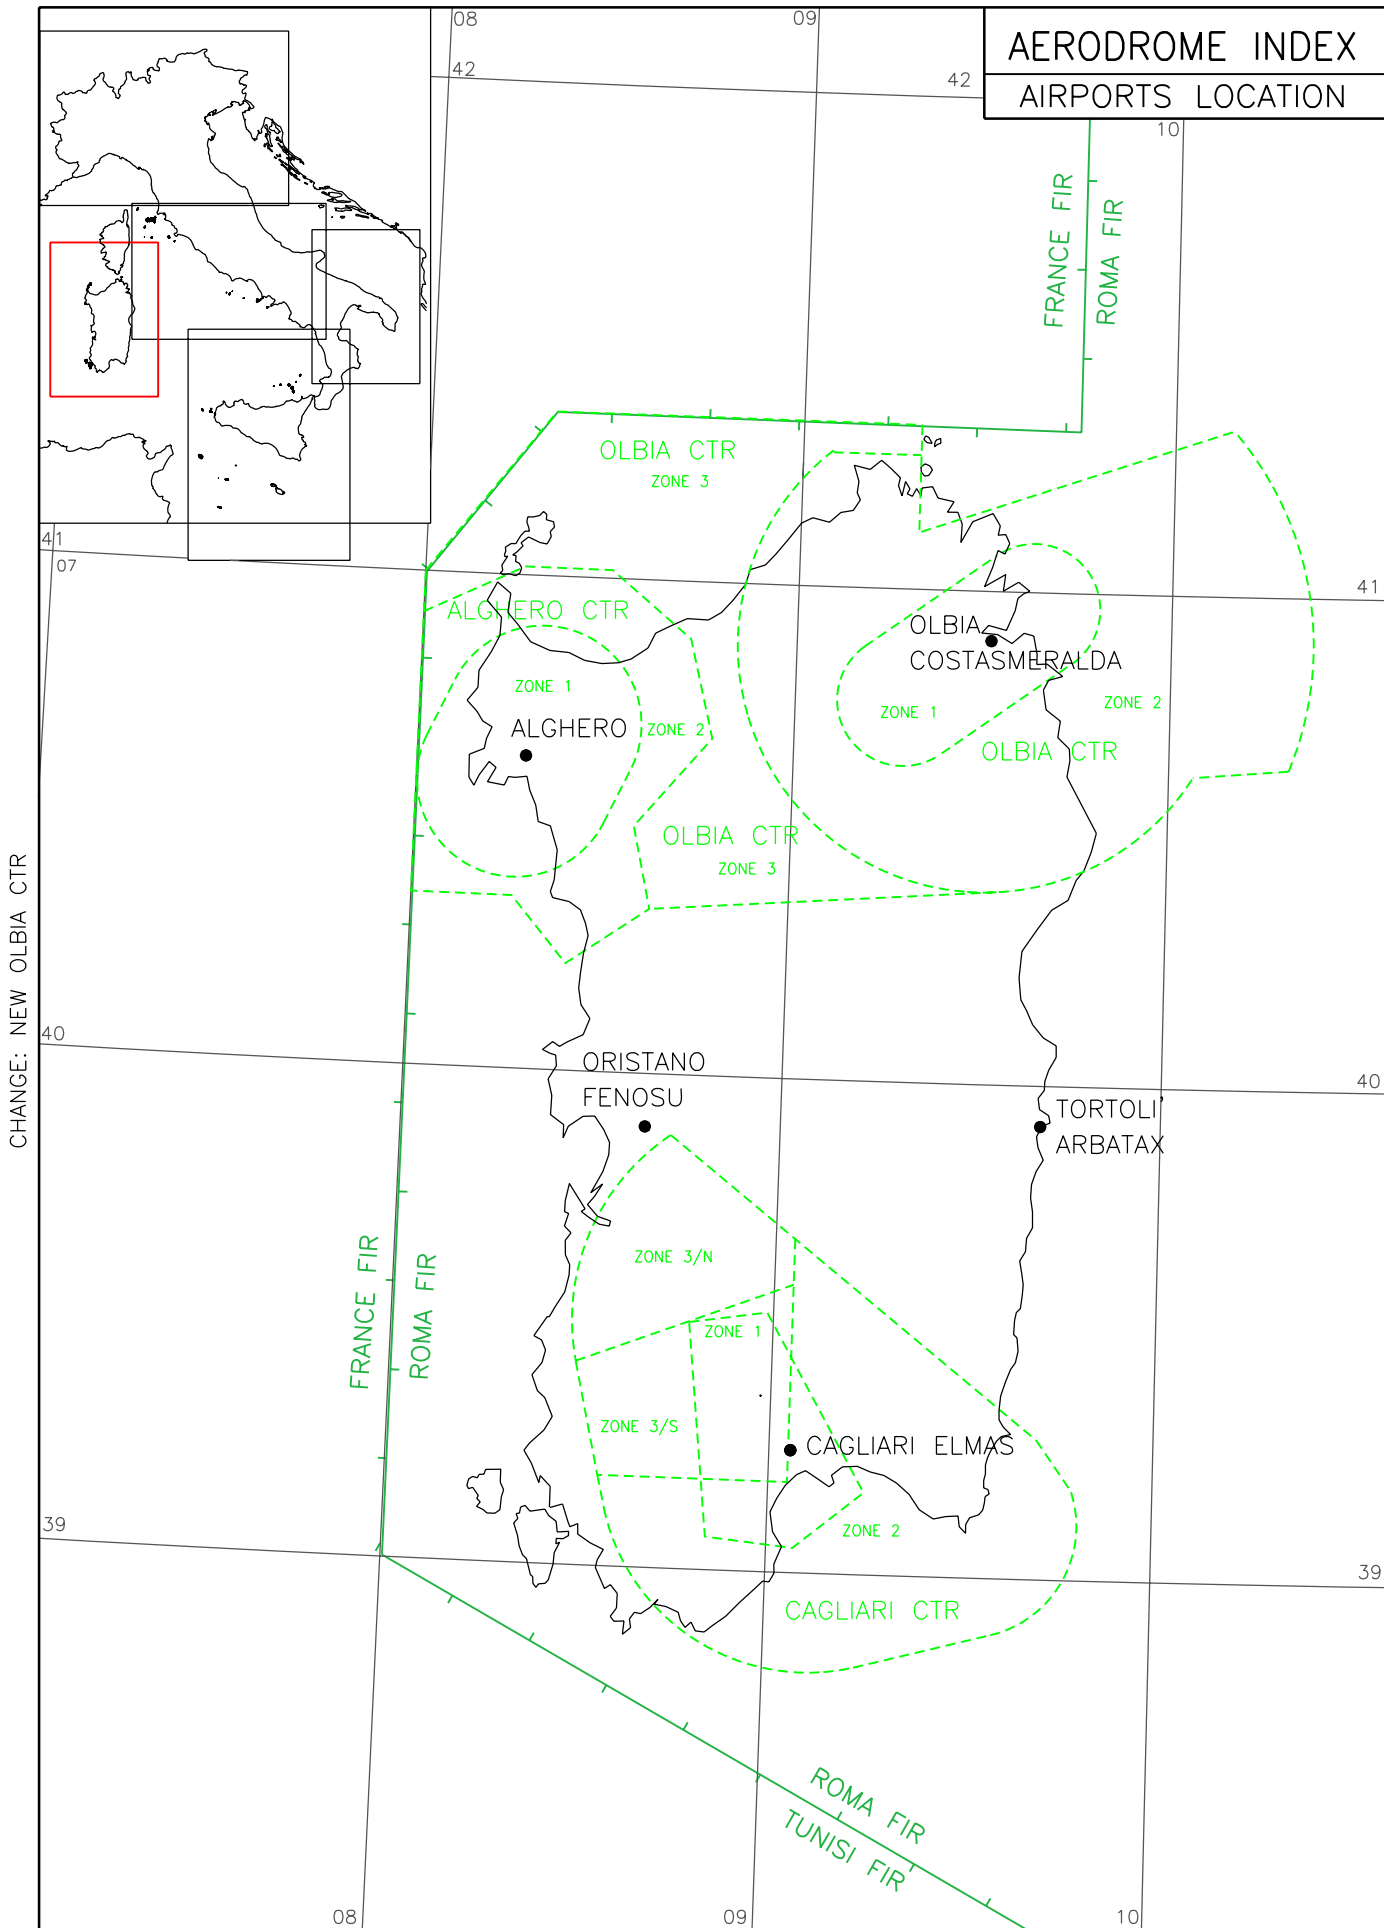 08
09
AERODROME INDEX
AIRPORTS LOCATION
42
42
10
FRANCE FIR
ROMA FIR
OLBIA CTR
ZONE 3
41
07
41
ALGHERO CTR
OLBIA
COSTASMERALDA
ZONE 1
ZONE 2
ZONE 1
ZONE 2
ALGHERO
OLBIA CTR
OLBIA CTR
ZONE 3
CHANGE: NEW OLBIA CTR
40
ORISTANO
FENOSU
40
TORTOLI'
ARBATAX
ZONE 3/N
FRANCE FIR
ROMA FIR
ZONE 1
ZONE 3/S
CAGLIARI ELMAS
39
ZONE 2
39
CAGLIARI CTR
ROMA FIR
TUNISI FIR
08
09
10